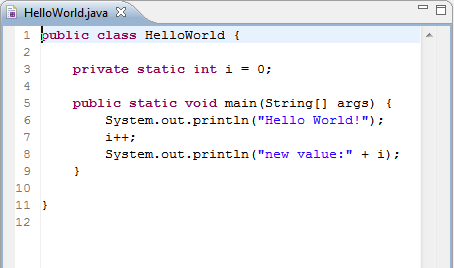 HelloWorld.java
1 public class HelloWorld {
2
3     private static int i = 0;
4
5     public static void main(String[] args) {
6         System.out.println("Hello World!");
7         i++;
8         System.out.println("new value:" + i);
9     }
10
11 }
12